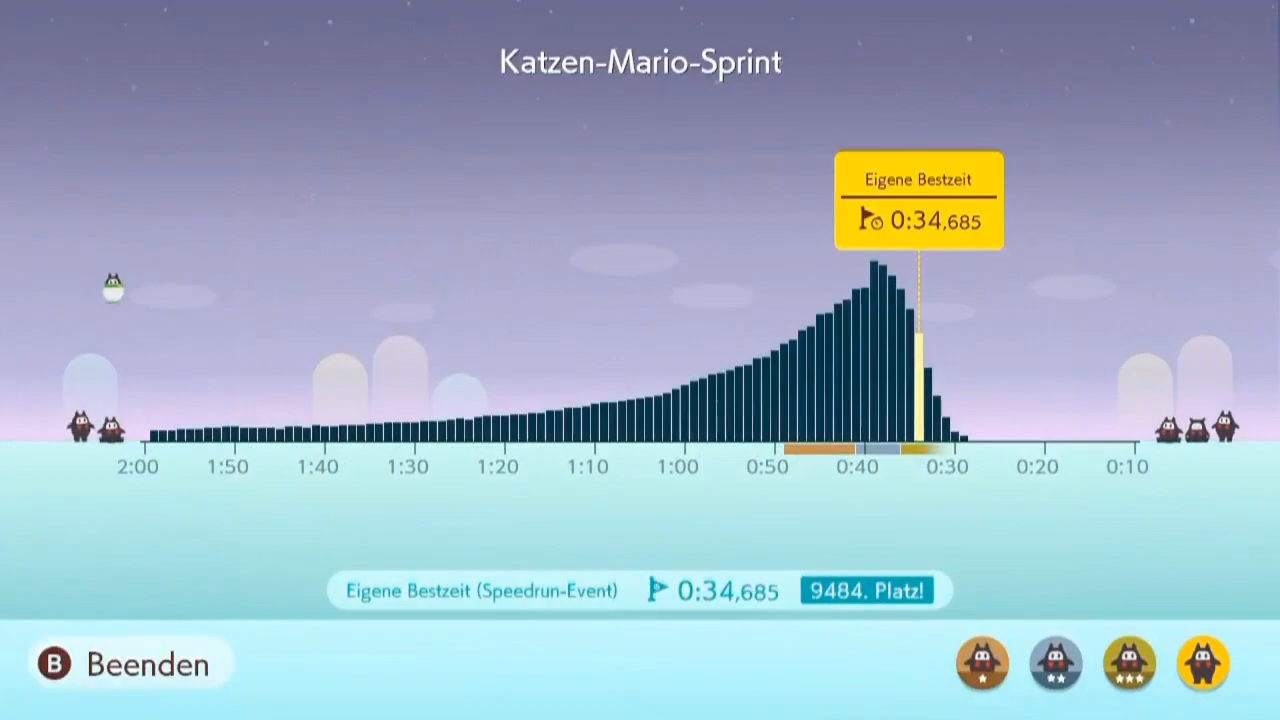 Katzen-Mario-Sprint
Eigene Bestzeit
0:34,685
2:00 1:50 1:40 1:30 1:20 1:10 1:00 0:50 0:40 0:30 0:20 0:10
Eigene Bestzeit (Speedrun-Event) 0:34,685 9484. Platz!
B Beenden